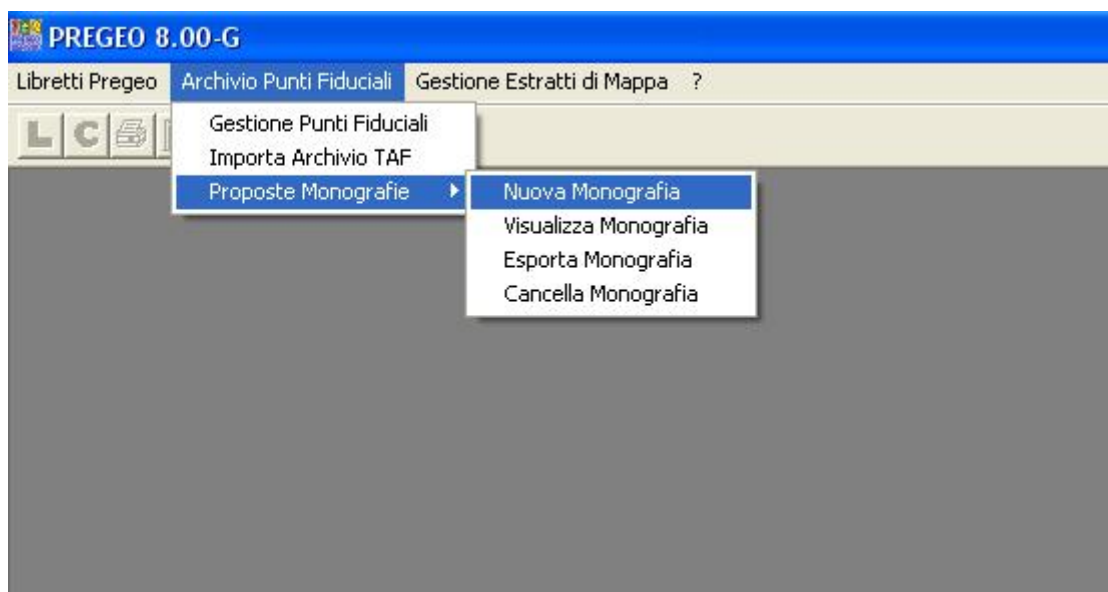 PREGEO 8.00-G
Libretti Pregeo Archivio Punti Fiduciali Gestione Estratti di Mappa ?
L C
Gestione Punti Fiduciali
Importa Archivio TAF
Proposte Monografie
Nuova Monografia
Visualizza Monografia
Esporta Monografia
Cancella Monografia